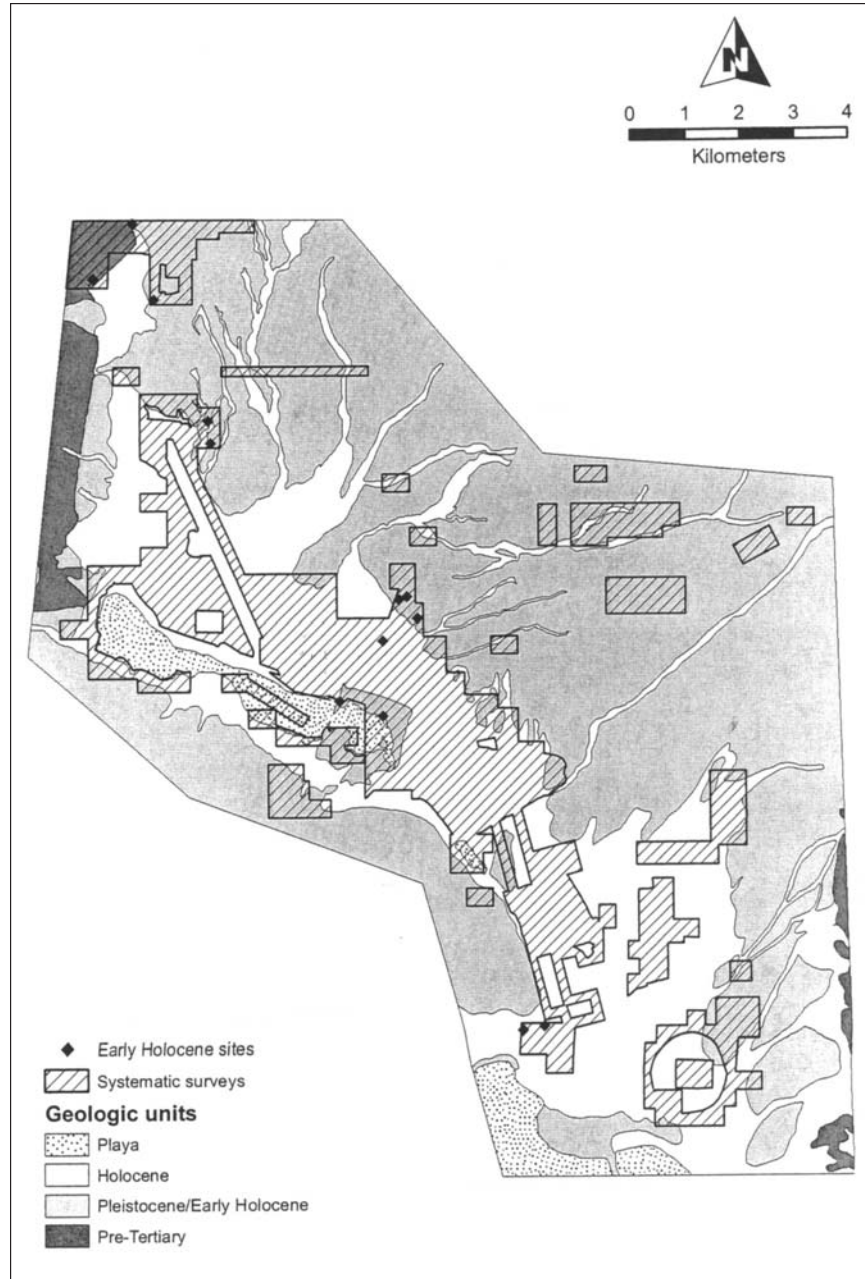 N
0 1 2 3 4
Kilometers
Early Holocene sites
Systematic surveys
Geologic units
Playa
Holocene
Pleistocene/Early Holocene
Pre-Tertiary